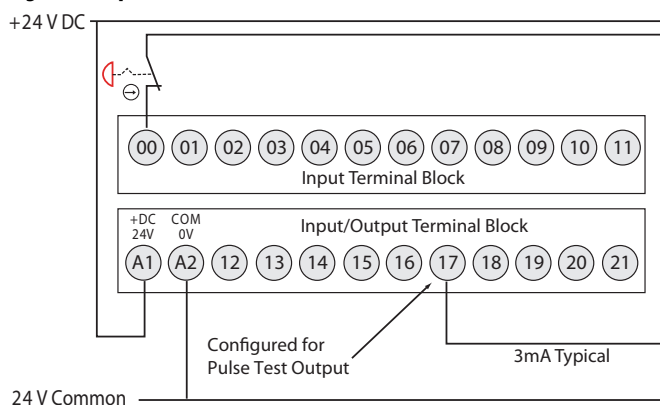 +24 V DC
00 01 02 03 04 05 06 07 08 09 10 11
Input Terminal Block
+DC COM
24V 0V
Input/Output Terminal Block
A1 A2 12 13 14 15 16 17 18 19 20 21
Configured for
Pulse Test Output
3mA Typical
24 V Common